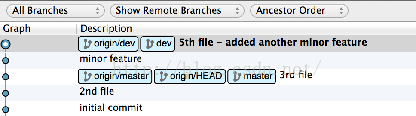 All Branches Show Remote Branches Ancestor Order
Graph Description
origin/dev dev 5th file - added another minor feature
minor feature
origin/master origin/HEAD master 3rd file
2nd file
initial commit